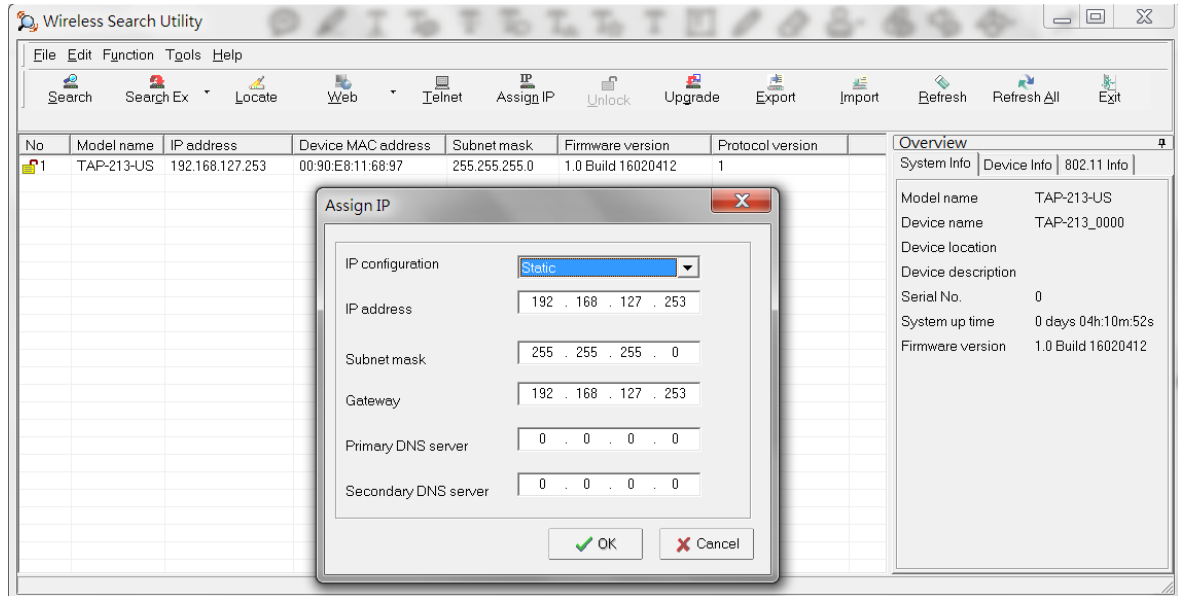 Wireless Search Utility
File Edit Function Tools Help
Search Search Ex Locate Web Telnet Assign IP Unlock Upgrade Export Import Refresh Refresh All Exit
No Model name IP address Device MAC address Subnet mask Firmware version Protocol version
1 TAP-213-US 192.168.127.253 00:90:E8:11:68:97 255.255.255.0 1.0 Build 16020412 1
Assign IP
IP configuration Static
IP address 192 . 168 . 127 . 253
Subnet mask 255 . 255 . 255 . 0
Gateway 192 . 168 . 127 . 253
Primary DNS server 0 . 0 . 0 . 0
Secondary DNS server 0 . 0 . 0 . 0
OK Cancel
Overview
System Info Device Info 802.11 Info
Model name TAP-213-US
Device name TAP-213_0000
Device location
Device description
Serial No. 0
System up time 0 days 04h:10m:52s
Firmware version 1.0 Build 16020412